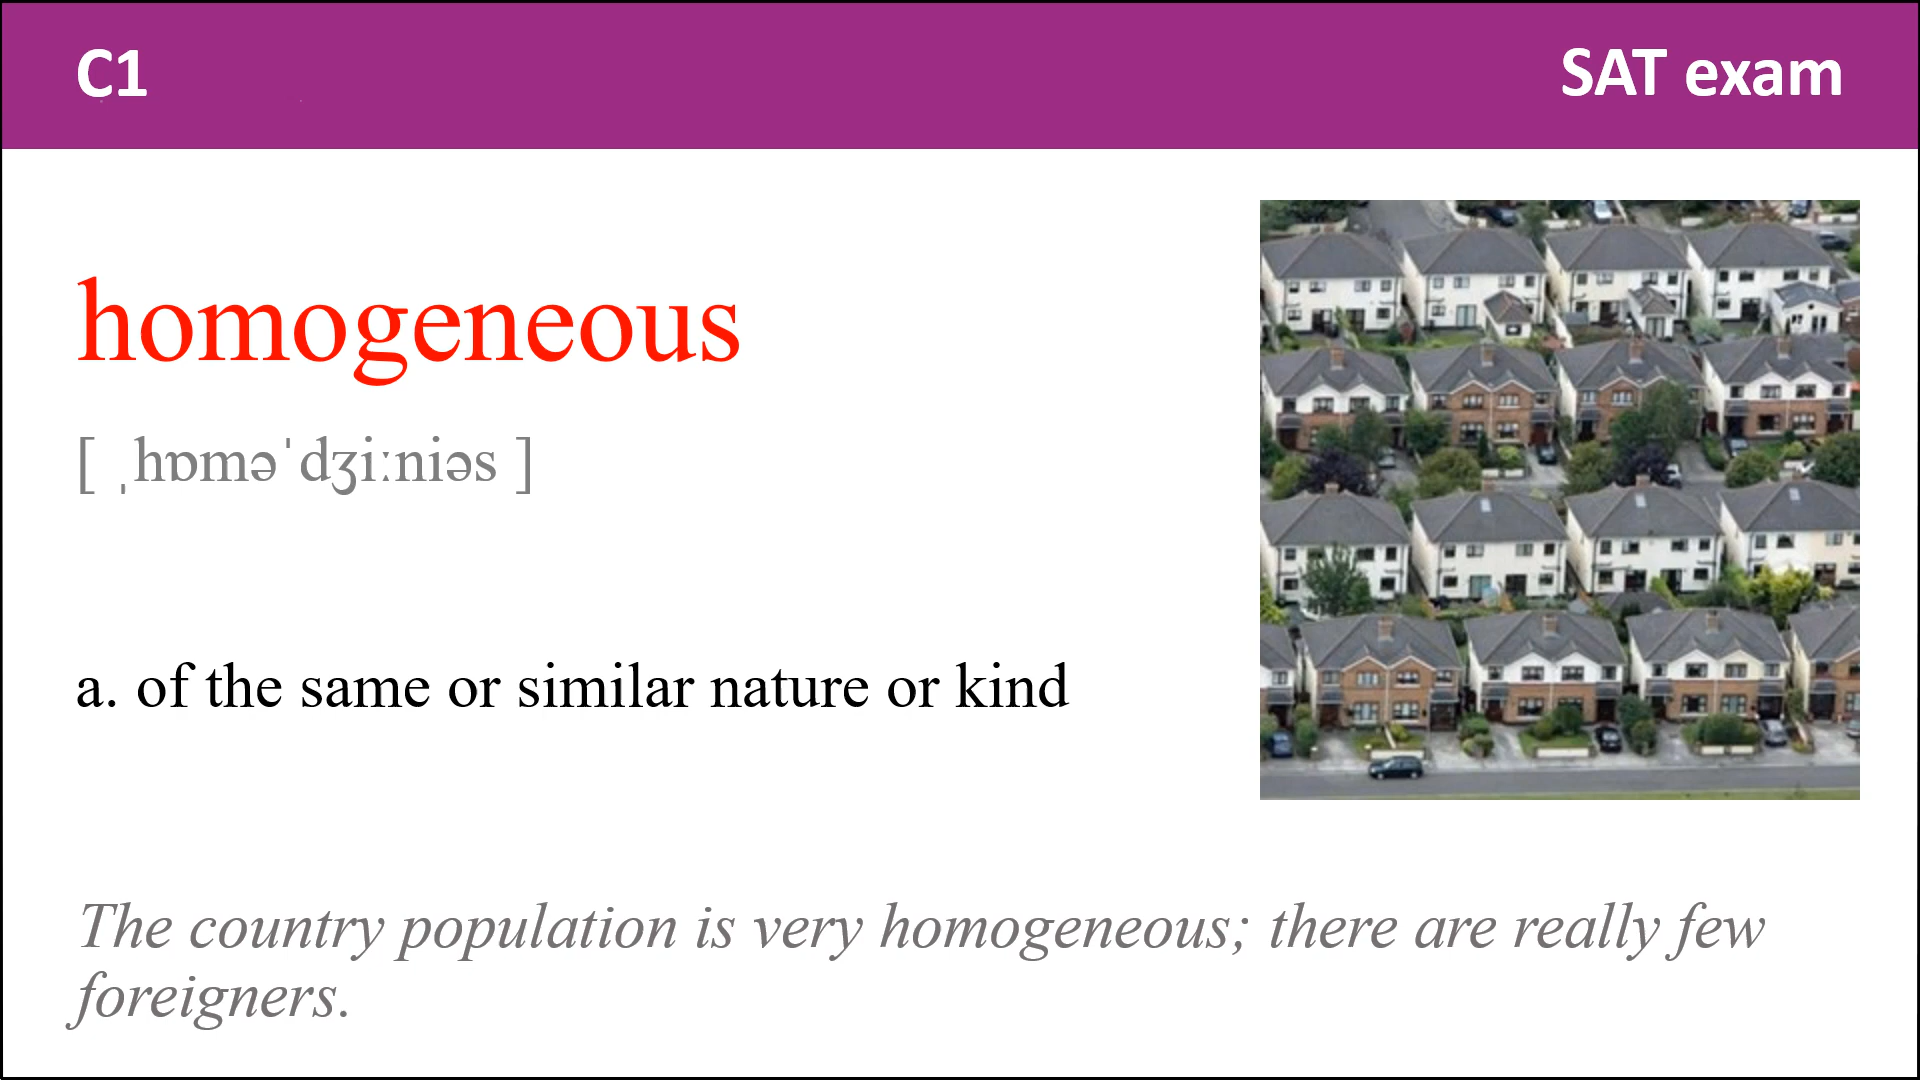 C1
SAT exam
homogeneous
[ ˌhɒməˈdʒiːniəs ]
a. of the same or similar nature or kind
The country population is very homogeneous; there are really few
foreigners.